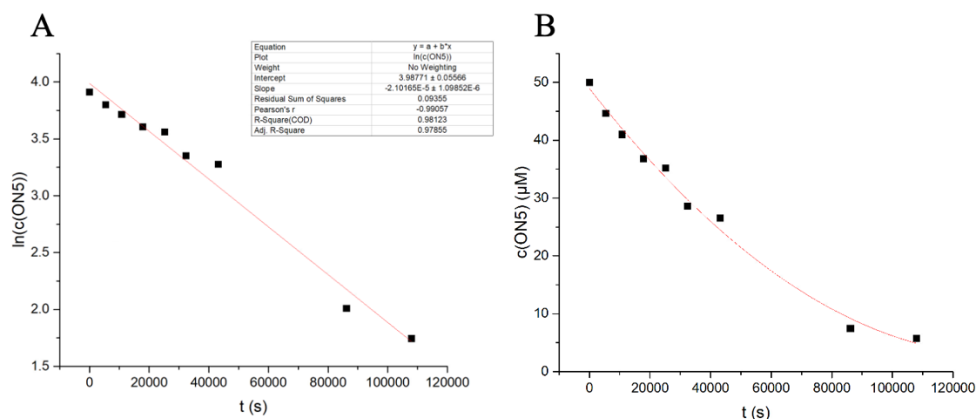 A
B
Equation y = a + b*x
Plot ln(c(ON5))
Weight No Weighting
Intercept 3.98771 ± 0.05566
Slope -2.10165E-5 ± 1.09852E-6
Residual Sum of Squares 0.09355
Pearson's r -0.99057
R-Square(COD) 0.98123
Adj. R-Square 0.97855
ln(c(ON5))
4.0
3.5
3.0
2.5
2.0
1.5
0 20000 40000 60000 80000 100000 120000
t (s)
c(ON5) (µM)
50
40
30
20
10
0
0 20000 40000 60000 80000 100000 120000
t (s)